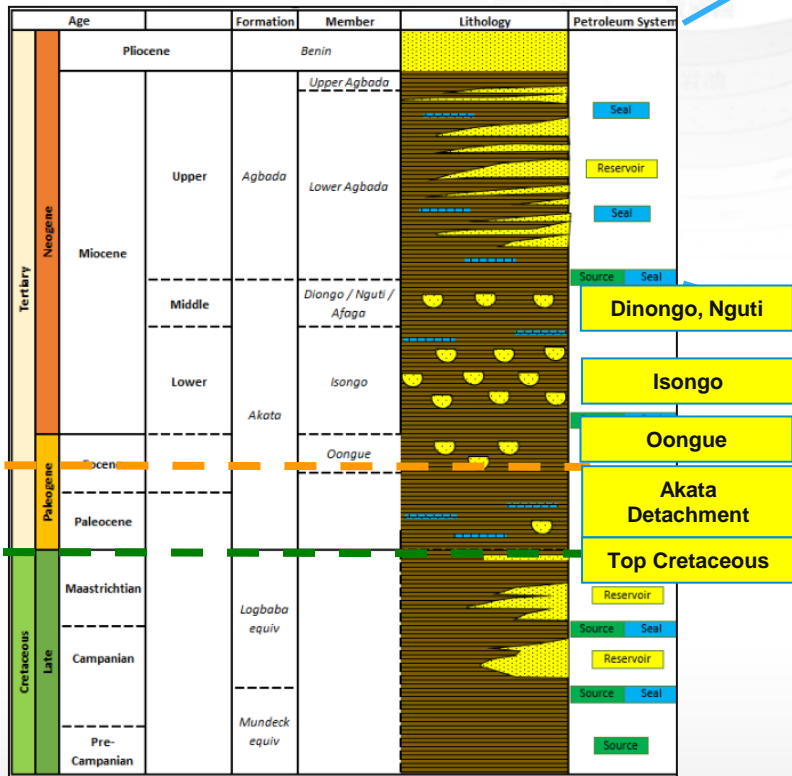 Age Formation Member Lithology Petroleum System
Pliocene Benin
Upper Agbada
Seal
Upper Agbada Lower Agbada Reservoir
Seal
Neogene
Miocene
Tertiary
Source Seal
Middle Diongo / Nguti /
Afaga
Dinongo, Nguti
Lower Isongo Isongo
Akata
Oongue Oongue
Eocene
Paleogene
Akata
Detachment
Paleocene
Top Cretaceous
Maastrichtian Reservoir
Logbaba
equiv
Source Seal
Cretaceous
Late
Campanian Reservoir
Source Seal
Mundeck
equiv
Pre-
Campanian
Source